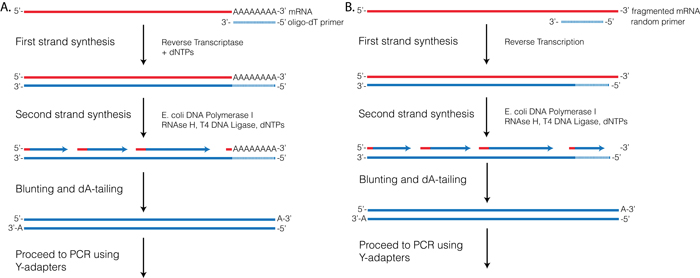 A.
5'- AAAAAAAA-3' mRNA
3'- -5' oligo-dT primer
First strand synthesis
Reverse Transcriptase
+ dNTPs
5'- AAAAAAAA-3'
3'- -5'
Second strand synthesis
E. coli DNA Polymerase I
RNAse H, T4 DNA Ligase, dNTPs
5'- AAAAAAAA-3'
3'- -5'
Blunting and dA-tailing
5'- A-3'
3'-A -5'
Proceed to PCR using
Y-adapters
B.
5'- -3' fragmented mRNA
3'- -5' random primer
First strand synthesis
Reverse Transcription
5'- -3'
3'- -5'
Second strand synthesis
E. coli DNA Polymerase I
RNAse H, T4 DNA Ligase, dNTPs
5'- -3'
3'- -5'
Blunting and dA-tailing
5'- A-3'
3'-A -5'
Proceed to PCR using
Y-adapters